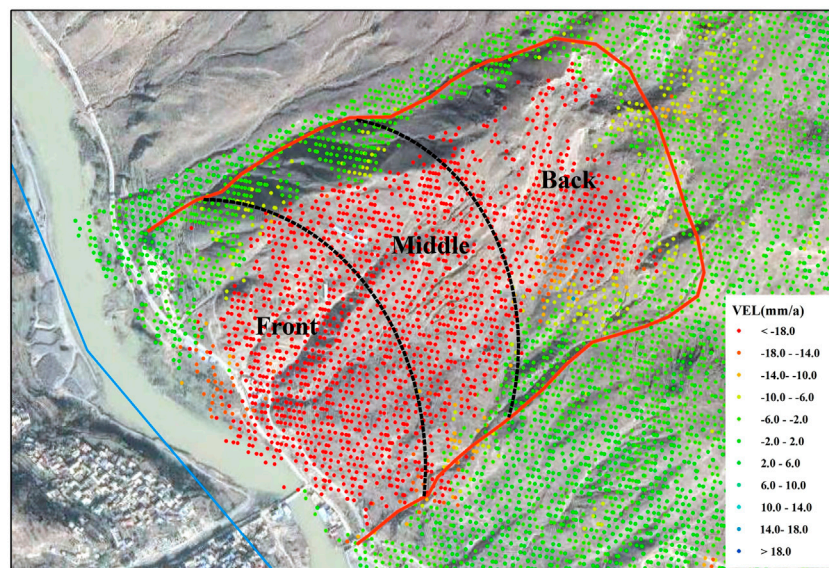 Back
Middle
Front
VEL(mm/a)
< -18.0
-18.0 - -14.0
-14.0- -10.0
-10.0 - -6.0
-6.0 - -2.0
-2.0 - 2.0
2.0 - 6.0
6.0 - 10.0
10.0 - 14.0
14.0- 18.0
> 18.0